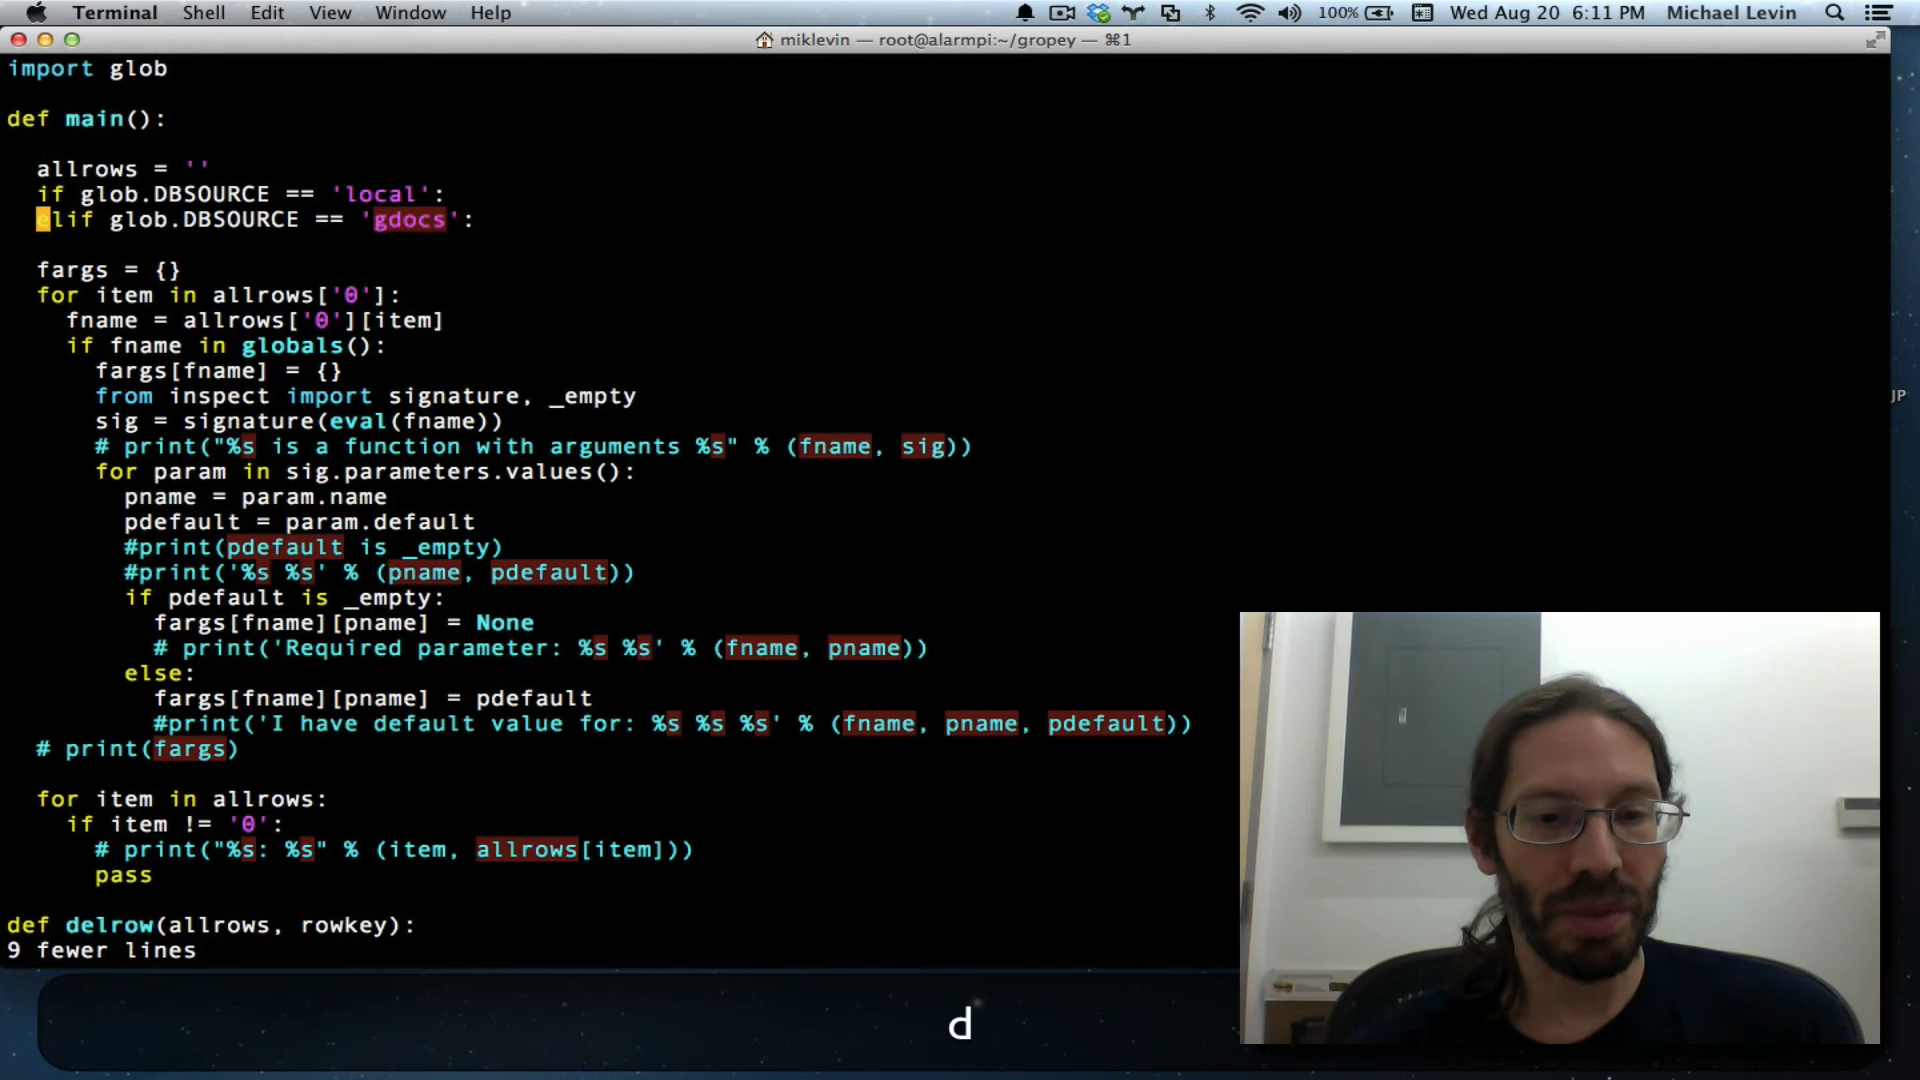 Terminal Shell Edit View Window Help 100% Wed Aug 20 6:11 PM Michael Levin
miklevin — root@alarmpi:~/gropey — ⌘1
import glob
def main():
  allrows = ''
  if glob.DBSOURCE == 'local':
  elif glob.DBSOURCE == 'gdocs':
  fargs = {}
  for item in allrows['0']:
    fname = allrows['0'][item]
    if fname in globals():
      fargs[fname] = {}
      from inspect import signature, _empty
      sig = signature(eval(fname))
      # print("%s is a function with arguments %s" % (fname, sig))
      for param in sig.parameters.values():
        pname = param.name
        pdefault = param.default
        #print(pdefault is _empty)
        #print('%s %s' % (pname, pdefault))
        if pdefault is _empty:
          fargs[fname][pname] = None
          # print('Required parameter: %s %s' % (fname, pname))
        else:
          fargs[fname][pname] = pdefault
          #print('I have default value for: %s %s %s' % (fname, pname, pdefault))
  # print(fargs)
  for item in allrows:
    if item != '0':
      # print("%s: %s" % (item, allrows[item]))
      pass
def delrow(allrows, rowkey):
9 fewer lines
JP
d